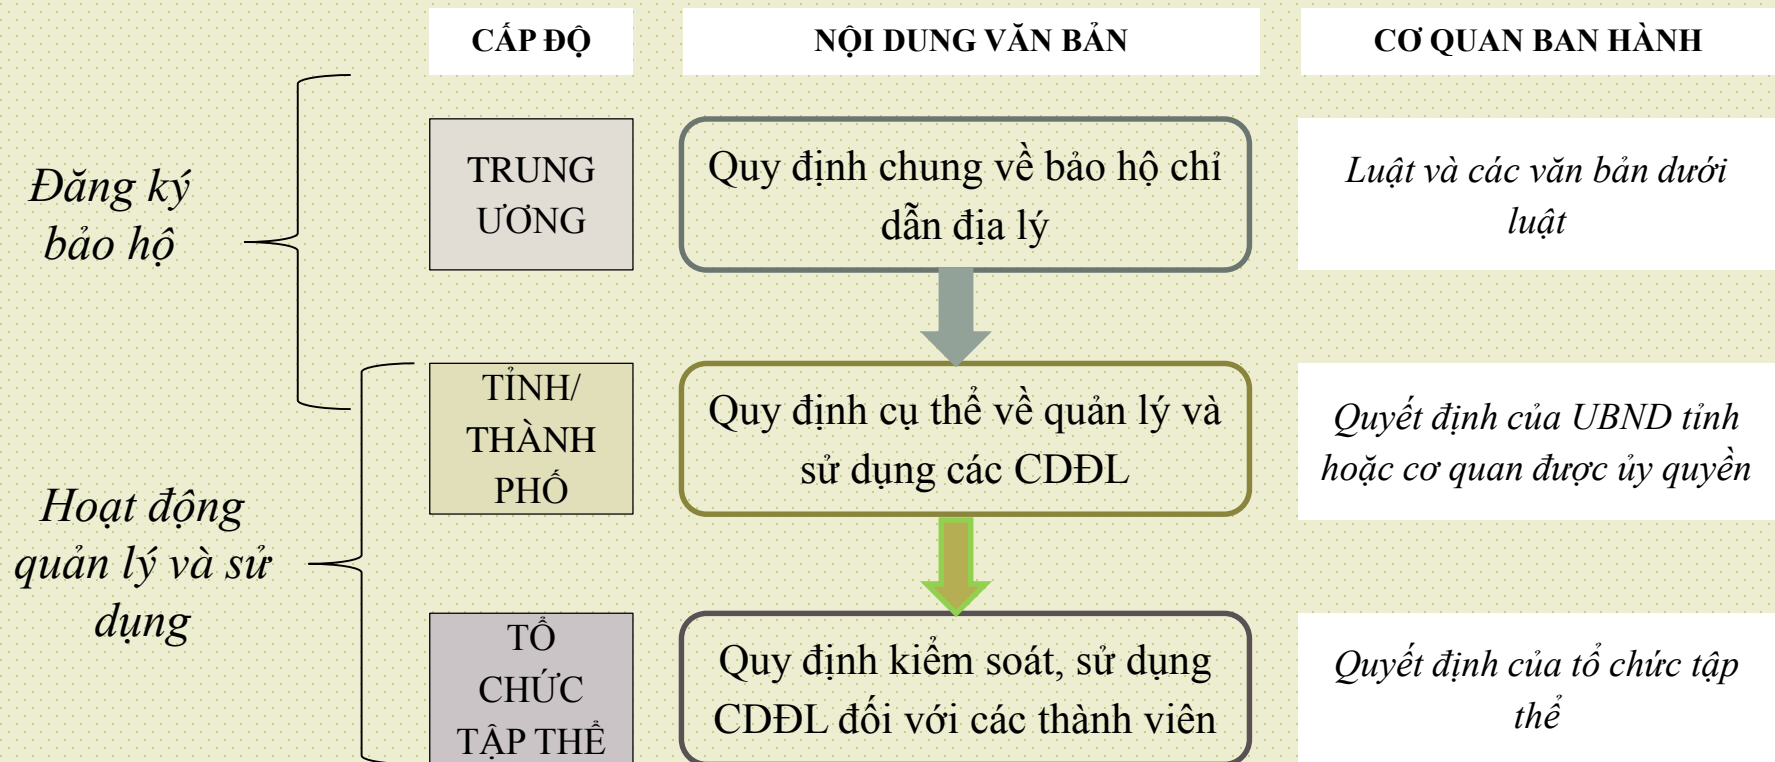 CẤP ĐỘ
NỘI DUNG VĂN BẢN
CƠ QUAN BAN HÀNH
Đăng ký
bảo hộ
TRUNG
ƯƠNG
Quy định chung về bảo hộ chỉ
dẫn địa lý
Luật và các văn bản dưới
luật
TỈNH/
THÀNH
PHỐ
Quy định cụ thể về quản lý và
sử dụng các CDĐL
Quyết định của UBND tỉnh
hoặc cơ quan được ủy quyền
Hoạt động
quản lý và sử
dụng
TỔ
CHỨC
TẬP THỂ
Quy định kiểm soát, sử dụng
CDĐL đối với các thành viên
Quyết định của tổ chức tập
thể